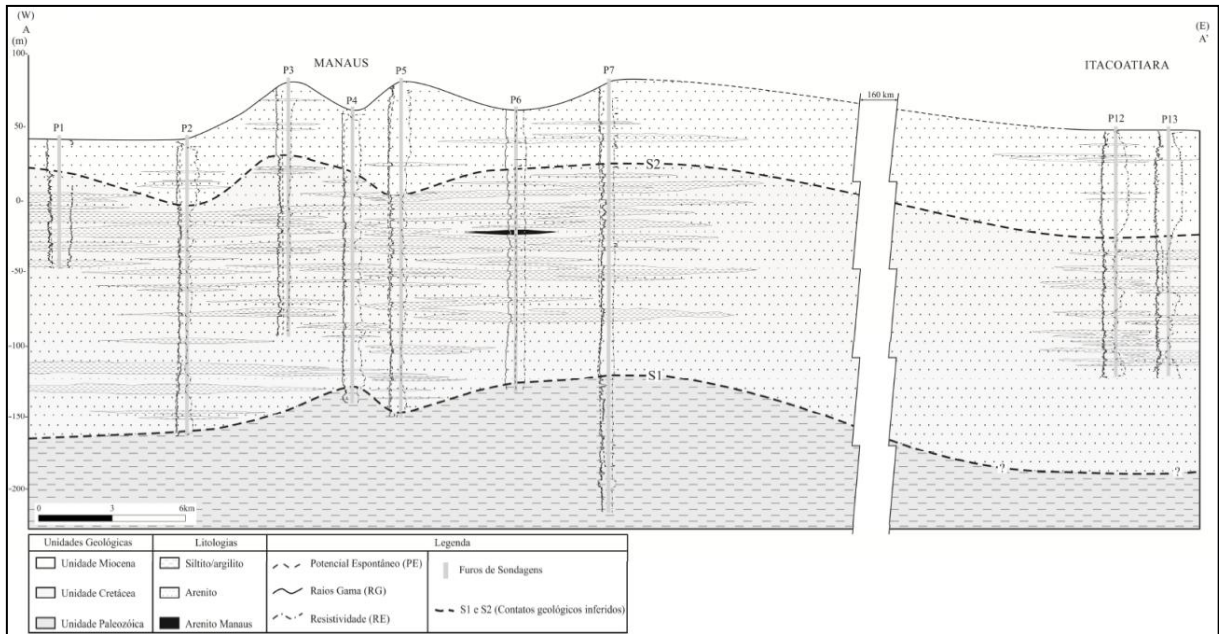 (W)
A
(m)
(E)
A'
MANAUS
ITACOATIARA
P1
P2
P3
P4
P5
P6
P7
P12
P13
160 km
100
50
0-
-50
-100
-150
-200
S2
S1
?
?
0 3 6km
Unidades Geológicas
Unidade Miocena
Unidade Cretácea
Unidade Paleozóica
Litologias
Siltito/argilito
Arenito
Arenito Manaus
Legenda
Potencial Espontâneo (PE)
Raios Gama (RG)
Resistividade (RE)
Furos de Sondagens
S1 e S2 (Contatos geológicos inferidos)